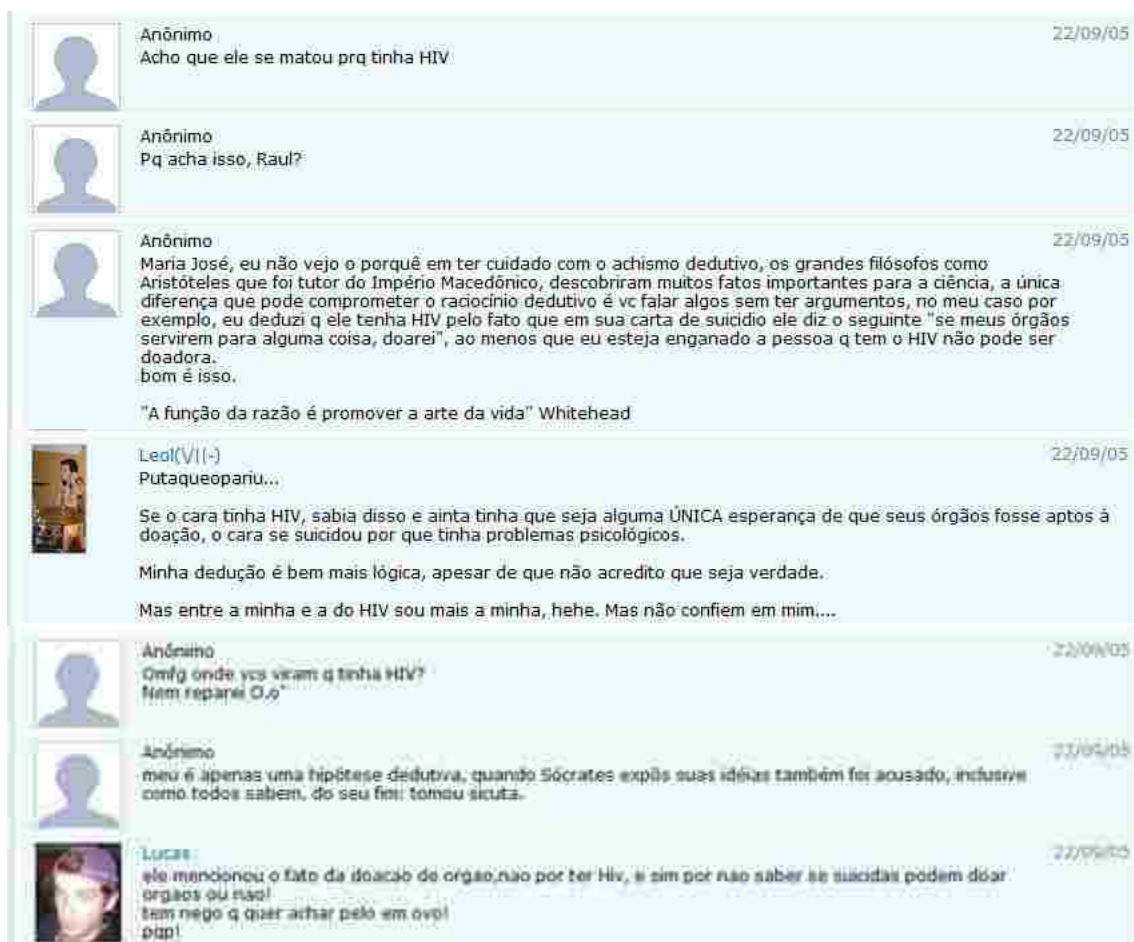 Anônimo 22/09/05
Acho que ele se matou prq tinha HIV
Anônimo 22/09/05
Pq acha isso, Raul?
Anônimo 22/09/05
Maria José, eu não vejo o porquê em ter cuidado com o achismo dedutivo, os grandes filósofos como
Aristóteles que foi tutor do Império Macedônico, descobriram muitos fatos importantes para a ciência, a única
diferença que pode comprometer o raciocínio dedutivo é vc falar algos sem ter argumentos, no meu caso por
exemplo, eu deduzi q ele tenha HIV pelo fato que em sua carta de suicidio ele diz o seguinte "se meus órgãos
servirem para alguma coisa, doarei", ao menos que eu esteja enganado a pessoa q tem o HIV não pode ser
doadora.
bom é isso.
"A função da razão é promover a arte da vida" Whitehead
Leol(\/||-) 22/09/05
Putaqueopariu...
Se o cara tinha HIV, sabia disso e ainta tinha que seja alguma ÚNICA esperança de que seus órgãos fosse aptos à
doação, o cara se suicidou por que tinha problemas psicológicos.
Minha dedução é bem mais lógica, apesar de que não acredito que seja verdade.
Mas entre a minha e a do HIV sou mais a minha, hehe. Mas não confiem em mim....
Anônimo 22/09/05
Omfg onde vcs viram q tinha HIV?
Nem reparei O.o"
Anônimo 22/09/05
meu é apenas uma hipótese dedutiva, quando Sócrates expôs suas idéias também foi acusado, inclusive
como todos sabem, do seu fim: tomou sicuta.
Lucas 22/09/05
ele mencionou o fato da doacao de orgao,nao por ter Hiv, e sim por nao saber se suicidas podem doar
orgaos ou nao!
tem nego q quer achar pelo em ovo!
pqp!